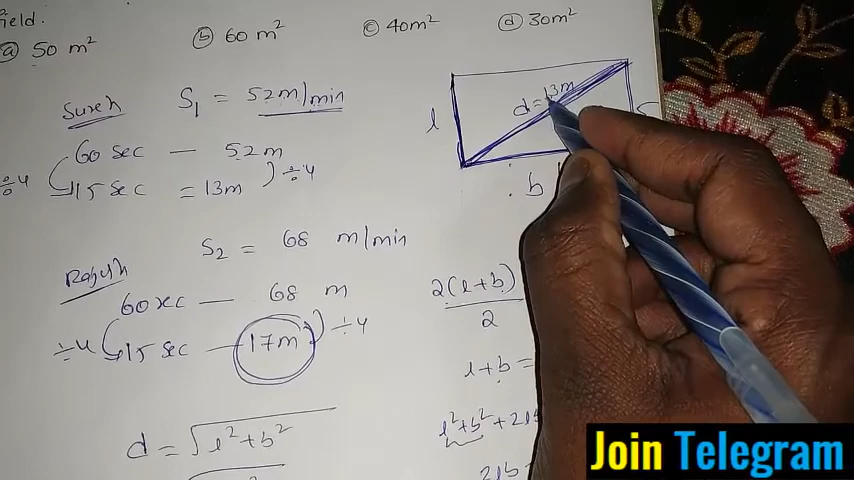 field.
ⓐ 50 m² ⓑ 60 m² ⓒ 40m² ⓓ 30m²
Suresh S₁ = 52m/min
60 sec — 52m
÷4 15 sec = 13m ÷4
S₂ = 68 m/min
Rajesh
60 sec — 68 m
÷4 15 sec — 17m ÷4
d = √l²+b²
l
d = 13m
b
2(l+b)
2
l+b =
l²+b²+2lb
2lb=
Join Telegram